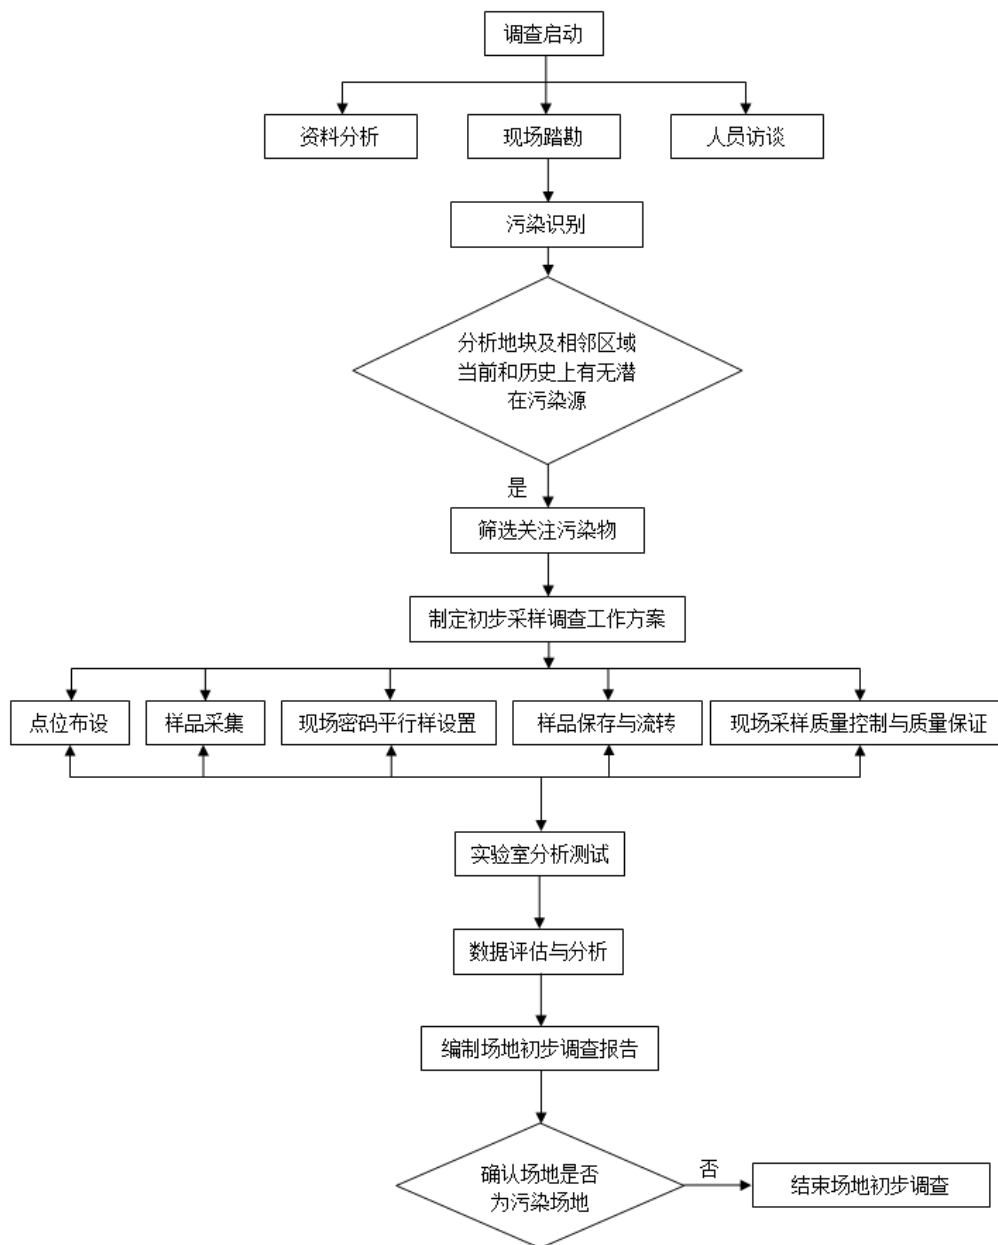 调查启动
资料分析
现场踏勘
人员访谈
污染识别
分析地块及相邻区域
当前和历史上有无潜
在污染源
是
筛选关注污染物
制定初步采样调查工作方案
点位布设
样品采集
现场密码平行样设置
样品保存与流转
现场采样质量控制与质量保证
实验室分析测试
数据评估与分析
编制场地初步调查报告
确认场地是否
为污染场地
否
结束场地初步调查